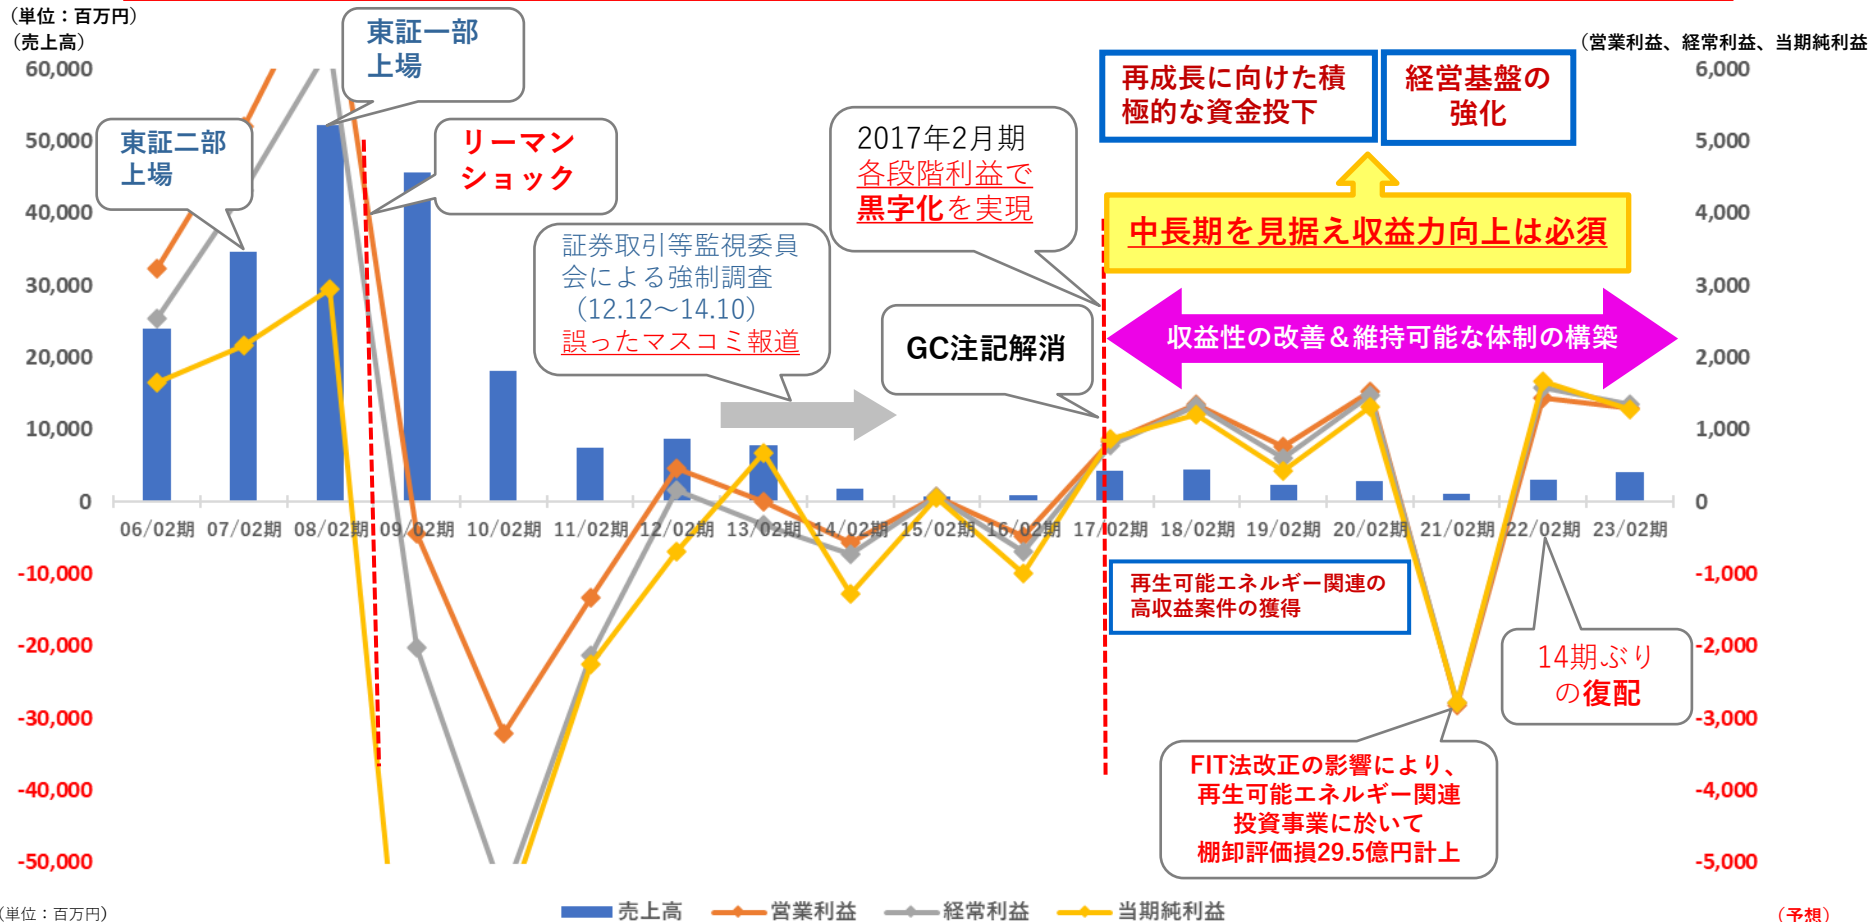 （単位：百万円）
（売上高）
（営業利益、経常利益、当期純利益
60,000
50,000
40,000
30,000
20,000
10,000
0
-10,000
-20,000
-30,000
-40,000
-50,000
6,000
5,000
4,000
3,000
2,000
1,000
0
-1,000
-2,000
-3,000
-4,000
-5,000
東証二部
上場
東証一部
上場
リーマン
ショック
証券取引等監視委員
会による強制調査
（12.12～14.10）
誤ったマスコミ報道
2017年2月期
各段階利益で
黒字化を実現
GC注記解消
再成長に向けた積
極的な資金投下
経営基盤の
強化
中長期を見据え収益力向上は必須
収益性の改善＆維持可能な体制の構築
06/02期 07/02期 08/02期 09/02期 10/02期 11/02期 12/02期 13/02期 14/02期 15/02期 16/02期 17/02期 18/02期 19/02期 20/02期 21/02期 22/02期 23/02期
再生可能エネルギー関連の
高収益案件の獲得
14期ぶり
の復配
FIT法改正の影響により、
再生可能エネルギー関連
投資事業に於いて
棚卸評価損29.5億円計上
売上高 営業利益 経常利益 当期純利益
（単位：百万円）
（予想）